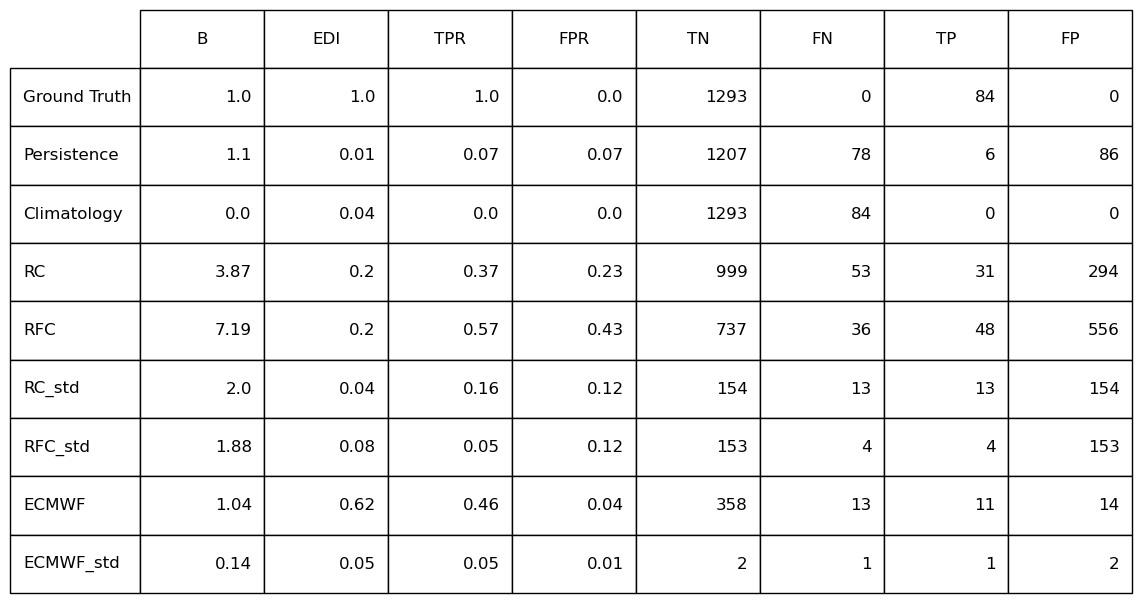 B EDI TPR FPR TN FN TP FP
Ground Truth 1.0 1.0 1.0 0.0 1293 0 84 0
Persistence 1.1 0.01 0.07 0.07 1207 78 6 86
Climatology 0.0 0.04 0.0 0.0 1293 84 0 0
RC 3.87 0.2 0.37 0.23 999 53 31 294
RFC 7.19 0.2 0.57 0.43 737 36 48 556
RC_std 2.0 0.04 0.16 0.12 154 13 13 154
RFC_std 1.88 0.08 0.05 0.12 153 4 4 153
ECMWF 1.04 0.62 0.46 0.04 358 13 11 14
ECMWF_std 0.14 0.05 0.05 0.01 2 1 1 2